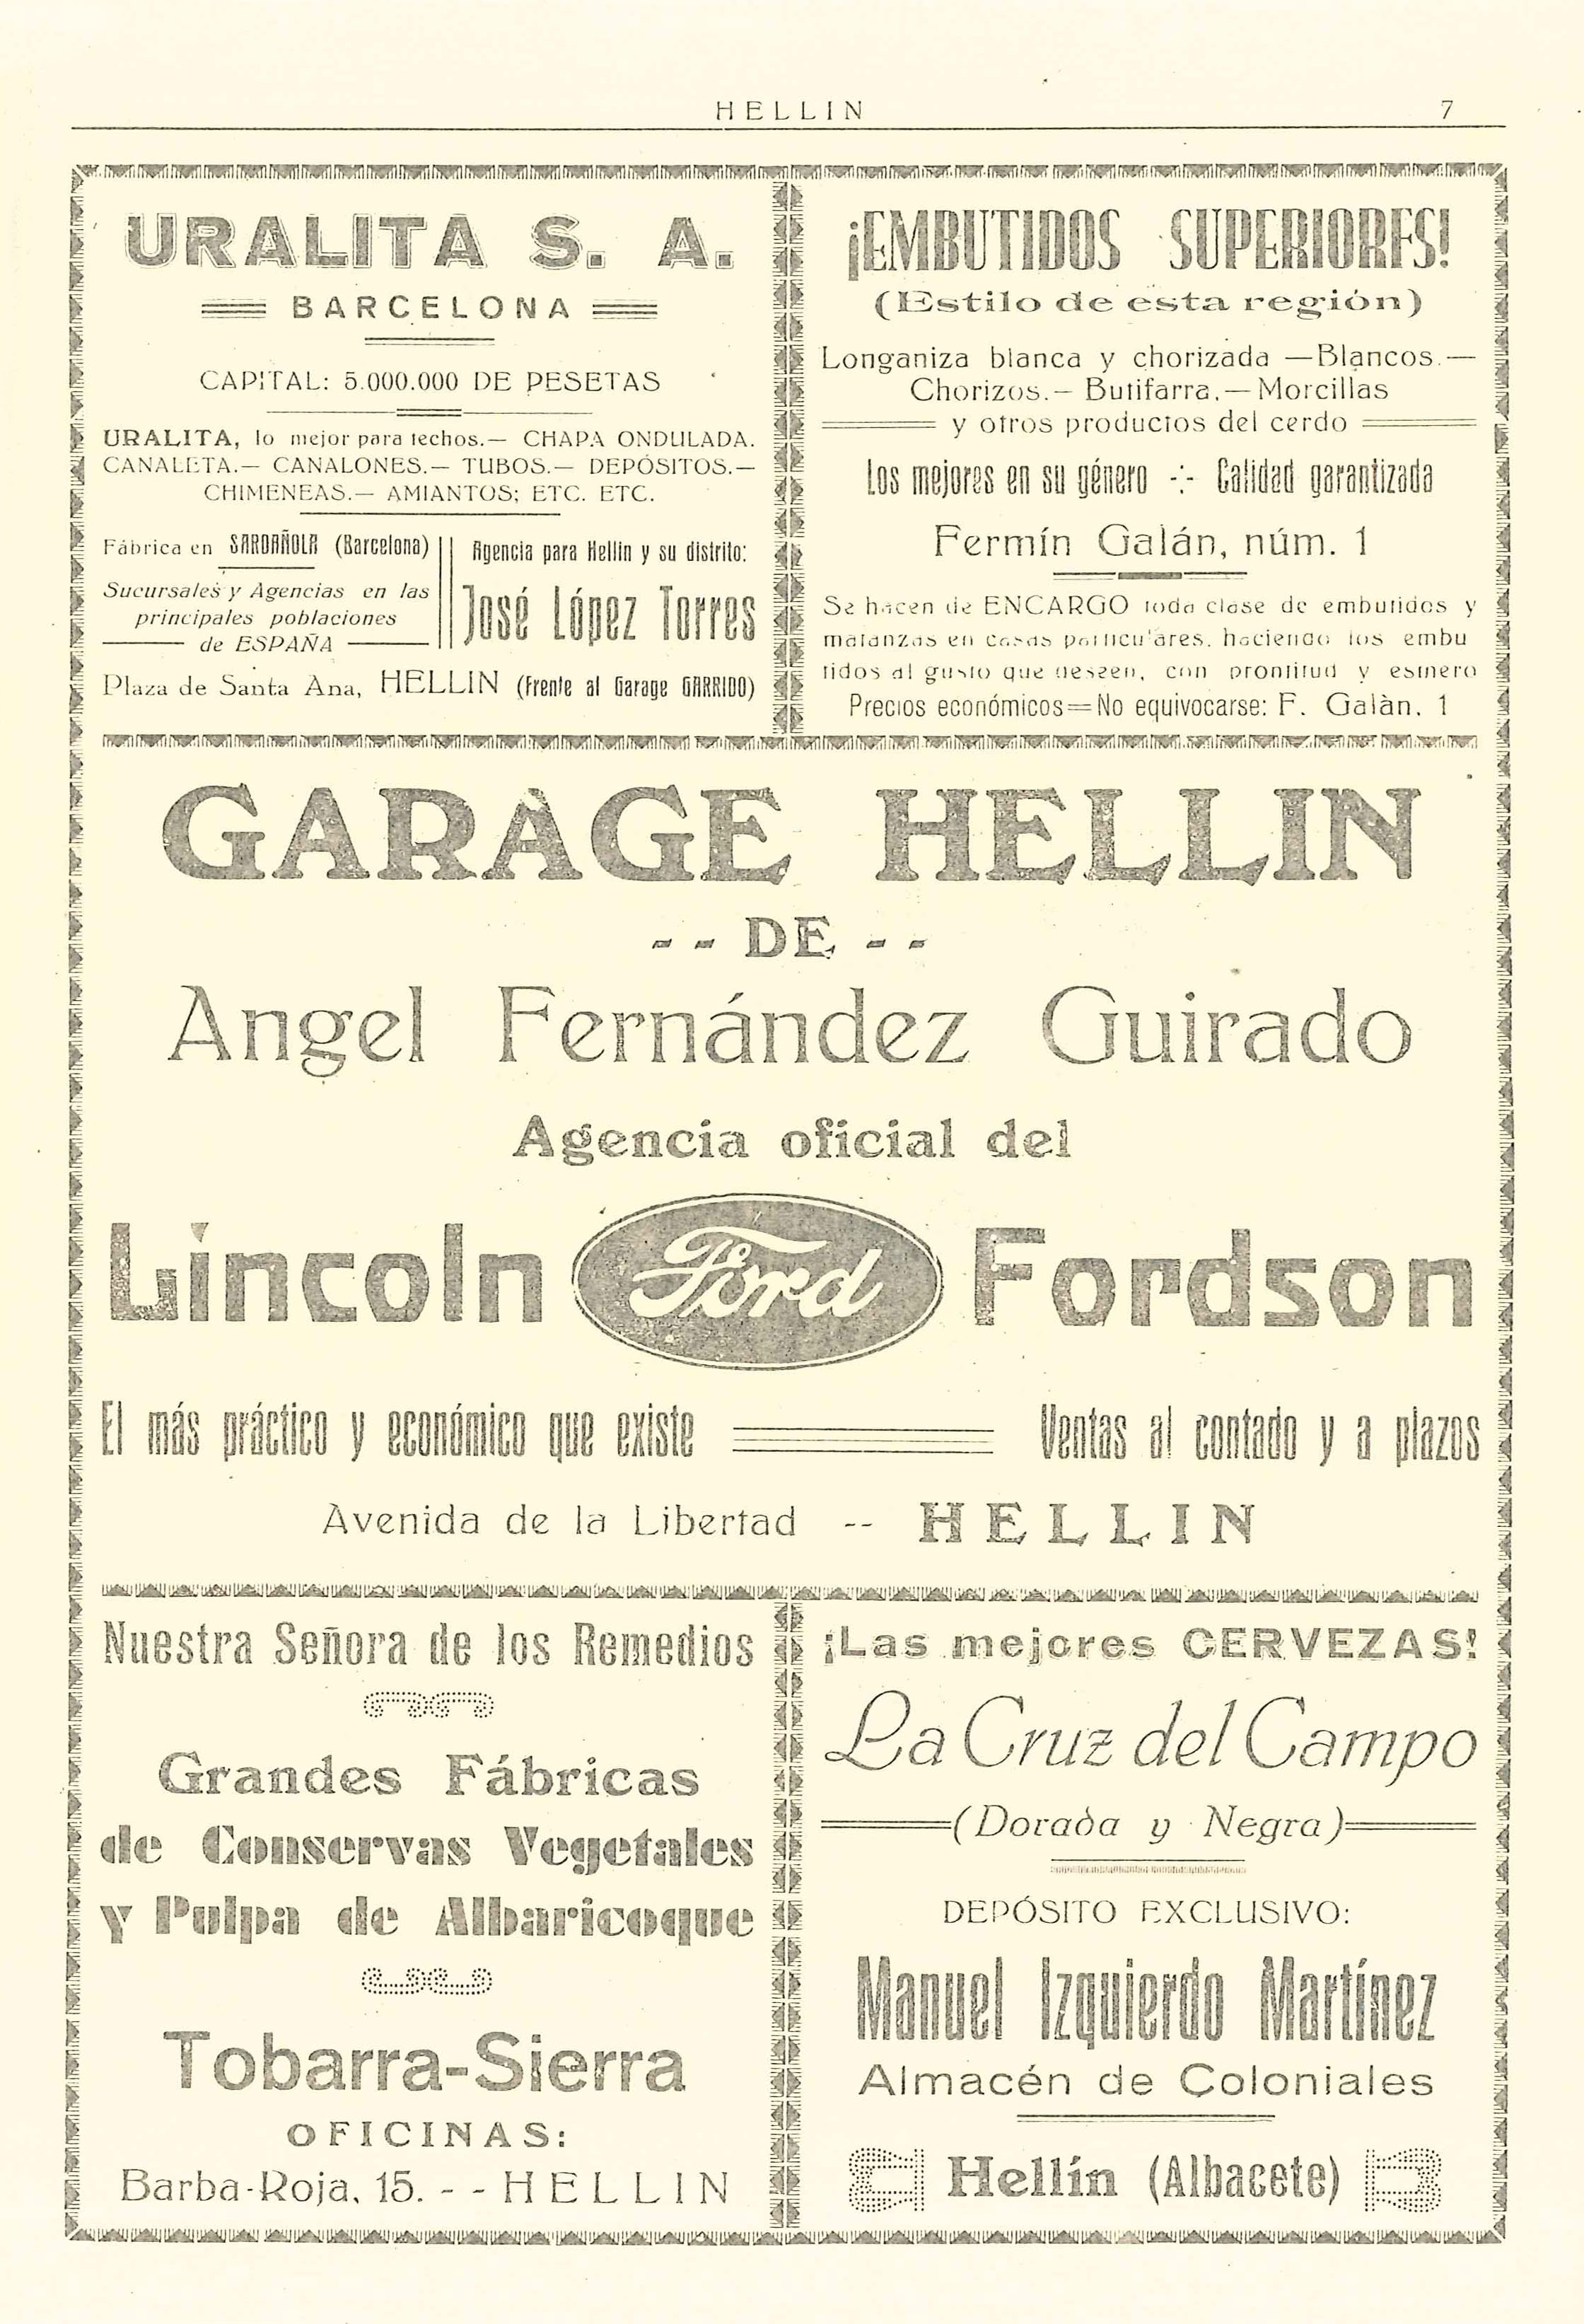 HELLIN 7
URALITA S. A.
BARCELONA
CAPITAL: 5.000.000 DE PESETAS
URALITA, lo mejor para techos.— CHAPA ONDULADA.
CANALETA.— CANALONES.— TUBOS.— DEPÓSITOS.—
CHIMENEAS.— AMIANTOS; ETC. ETC.
Fábrica en SARDAÑOLA (Barcelona)
Sucursales y Agencias en las
principales poblaciones
de ESPAÑA
Agencia para Hellin y su distrito:
José López Torres
Plaza de Santa Ana, HELLIN (Frente al Garage GARRIDO)
¡EMBUTIDOS SUPERIORES!
(Estilo de esta región)
Longaniza blanca y chorizada —Blancos.—
Chorizos.— Butifarra.— Morcillas
y otros productos del cerdo
Los mejores en su género -:- Calidad garantizada
Fermín Galán, núm. 1
Se hacen de ENCARGO toda clase de embutidos y
matanzas en casas particulares, haciendo los embu
tidos al gusto que deseen, con prontitud y esmero
Precios económicos=No equivocarse: F. Galàn. 1
GARAGE HELLIN
-- DE --
Angel Fernández Guirado
Agencia oficial del
Lincoln Ford Fordson
El más práctico y económico que existe Ventas al contado y a plazos
Avenida de la Libertad -- HELLIN
Nuestra Señora de los Remedios
Grandes Fábricas
de Conservas Vegetales
y Pulpa de Albaricoque
Tobarra-Sierra
OFICINAS:
Barba-Roja, 15. -- HELLIN
¡Las mejores CERVEZAS!
La Cruz del Campo
(Dorada y Negra)
DEPÓSITO EXCLUSIVO:
Manuel Izquierdo Martínez
Almacén de Coloniales
Hellín (Albacete)